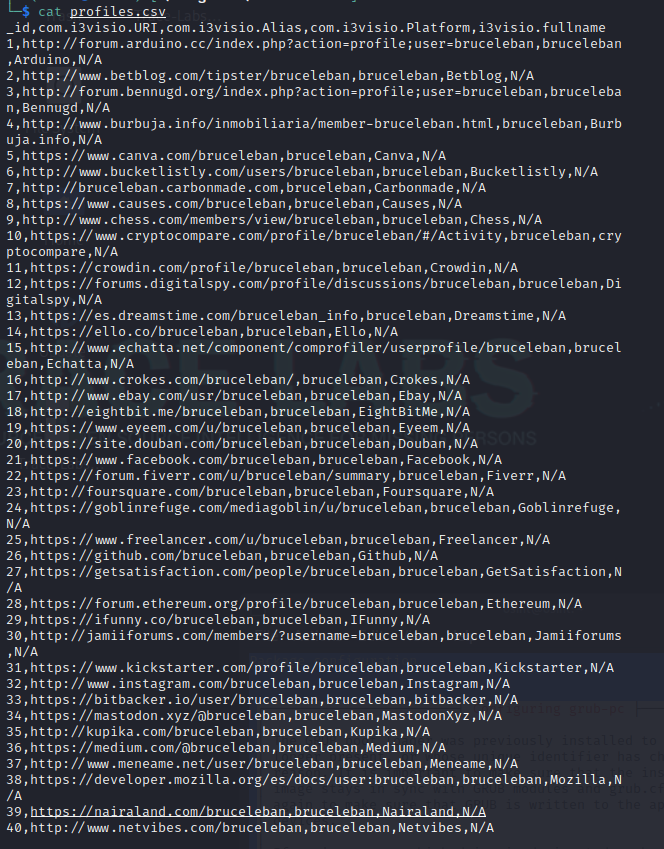 └─$ cat profiles.csv
_id,com.i3visio.URI,com.i3visio.Alias,com.i3visio.Platform,i3visio.fullname
1,http://forum.arduino.cc/index.php?action=profile;user=bruceleban,bruceleban
,Arduino,N/A
2,http://www.betblog.com/tipster/bruceleban,bruceleban,Betblog,N/A
3,http://forum.bennugd.org/index.php?action=profile;user=bruceleban,bruceleba
n,Bennugd,N/A
4,http://www.burbuja.info/inmobiliaria/member-bruceleban.html,bruceleban,Burb
uja.info,N/A
5,https://www.canva.com/bruceleban,bruceleban,Canva,N/A
6,http://www.bucketlistly.com/users/bruceleban,bruceleban,Bucketlistly,N/A
7,http://bruceleban.carbonmade.com,bruceleban,Carbonmade,N/A
8,https://www.causes.com/bruceleban,bruceleban,Causes,N/A
9,http://www.chess.com/members/view/bruceleban,bruceleban,Chess,N/A
10,https://www.cryptocompare.com/profile/bruceleban/#/Activity,bruceleban,cry
ptocompare,N/A
11,https://crowdin.com/profile/bruceleban,bruceleban,Crowdin,N/A
12,https://forums.digitalspy.com/profile/discussions/bruceleban,bruceleban,Di
gitalspy,N/A
13,https://es.dreamstime.com/bruceleban_info,bruceleban,Dreamstime,N/A
14,https://ello.co/bruceleban,bruceleban,Ello,N/A
15,http://www.echatta.net/component/comprofiler/userprofile/bruceleban,brucel
eban,Echatta,N/A
16,http://www.crokes.com/bruceleban/,bruceleban,Crokes,N/A
17,http://www.ebay.com/usr/bruceleban,bruceleban,Ebay,N/A
18,http://eightbit.me/bruceleban,bruceleban,EightBitMe,N/A
19,https://www.eyeem.com/u/bruceleban,bruceleban,Eyeem,N/A
20,https://site.douban.com/bruceleban,bruceleban,Douban,N/A
21,https://www.facebook.com/bruceleban,bruceleban,Facebook,N/A
22,https://forum.fiverr.com/u/bruceleban/summary,bruceleban,Fiverr,N/A
23,http://foursquare.com/bruceleban,bruceleban,Foursquare,N/A
24,https://goblinrefuge.com/mediagoblin/u/bruceleban,bruceleban,Goblinrefuge,
N/A
25,https://www.freelancer.com/u/bruceleban,bruceleban,Freelancer,N/A
26,https://github.com/bruceleban,bruceleban,Github,N/A
27,https://getsatisfaction.com/people/bruceleban,bruceleban,GetSatisfaction,N
/A
28,https://forum.ethereum.org/profile/bruceleban,bruceleban,Ethereum,N/A
29,https://ifunny.co/bruceleban,bruceleban,IFunny,N/A
30,http://jamiiforums.com/members/?username=bruceleban,bruceleban,Jamiiforums
,N/A
31,https://www.kickstarter.com/profile/bruceleban,bruceleban,Kickstarter,N/A
32,http://www.instagram.com/bruceleban,bruceleban,Instagram,N/A
33,https://bitbacker.io/user/bruceleban,bruceleban,bitbacker,N/A
34,https://mastodon.xyz/@bruceleban,bruceleban,MastodonXyz,N/A
35,http://kupika.com/bruceleban,bruceleban,Kupika,N/A
36,https://medium.com/@bruceleban,bruceleban,Medium,N/A
37,http://www.meneame.net/user/bruceleban,bruceleban,Meneame,N/A
38,https://developer.mozilla.org/es/docs/user:bruceleban,bruceleban,Mozilla,N
/A
39,https://nairaland.com/bruceleban,bruceleban,Nairaland,N/A
40,http://www.netvibes.com/bruceleban,bruceleban,Netvibes,N/A